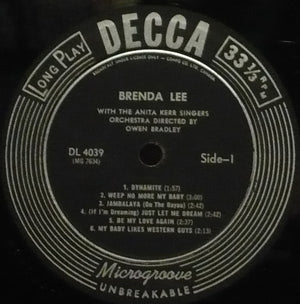 DECCA
LONG PLAY
33 1/3 RPM
BRENDA LEE
WITH THE ANITA KERR SINGERS
ORCHESTRA DIRECTED BY
OWEN BRADLEY
DL 4039
(MG 7634)
Side-1
1. DYNAMITE (1:57)
2. WEEP NO MORE MY BABY (3:00)
3. JAMBALAYA (On The Bayou) (2:42)
4. (If I'm Dreaming) JUST LET ME DREAM (2:42)
5. BE MY LOVE AGAIN (2:42)
6. MY BABY LIKES WESTERN GUYS (2:13)
Microgroove
UNBREAKABLE